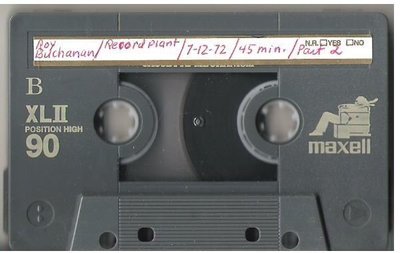 Roy Buchanan/Record plant/7-12-72/45 min./Part 2
N.R. □YES □NO
B
XLII
POSITION HIGH
90
maxell